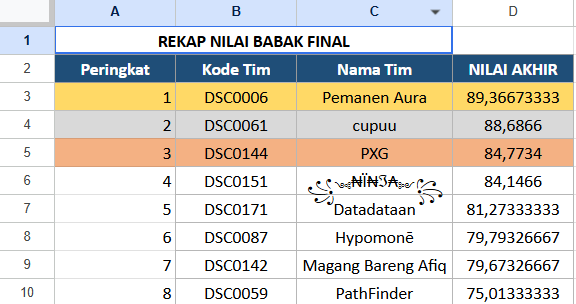 A B C D
1 REKAP NILAI BABAK FINAL
2 Peringkat Kode Tim Nama Tim NILAI AKHIR
3 1 DSC0006 Pemanen Aura 89,36673333
4 2 DSC0061 cupuu 88,6866
5 3 DSC0144 PXG 84,7734
6 4 DSC0151 ꧁༺₦Ї₦ℑ₳༻꧂ 84,1466
7 5 DSC0171 Datadataan 81,27333333
8 6 DSC0087 Hypomonē 79,79326667
9 7 DSC0142 Magang Bareng Afiq 79,67326667
10 8 DSC0059 PathFinder 75,01333333